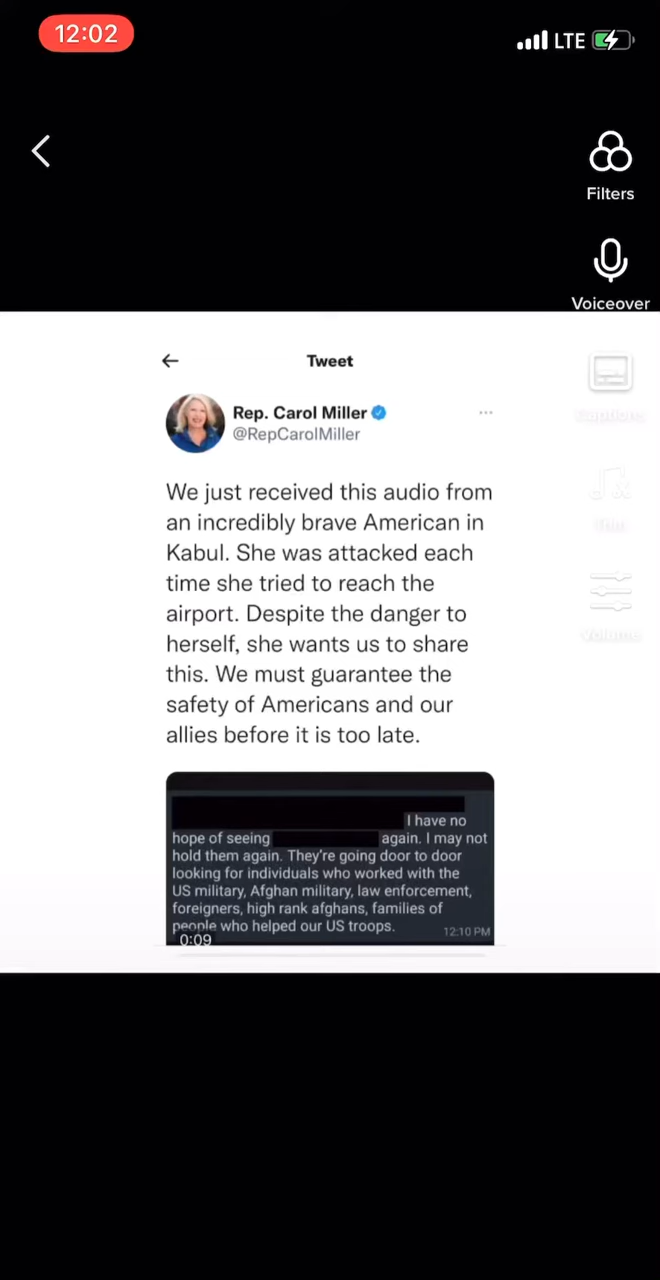 12:02
LTE
Filters
Voiceover
Tweet
Captions
Trim
Volume
Rep. Carol Miller
@RepCarolMiller
We just received this audio from
an incredibly brave American in
Kabul. She was attacked each
time she tried to reach the
airport. Despite the danger to
herself, she wants us to share
this. We must guarantee the
safety of Americans and our
allies before it is too late.
I have no
hope of seeing again. I may not
hold them again. They're going door to door
looking for individuals who worked with the
US military, Afghan military, law enforcement,
foreigners, high rank afghans, families of
people who helped our US troops.
12:10 PM
0:09